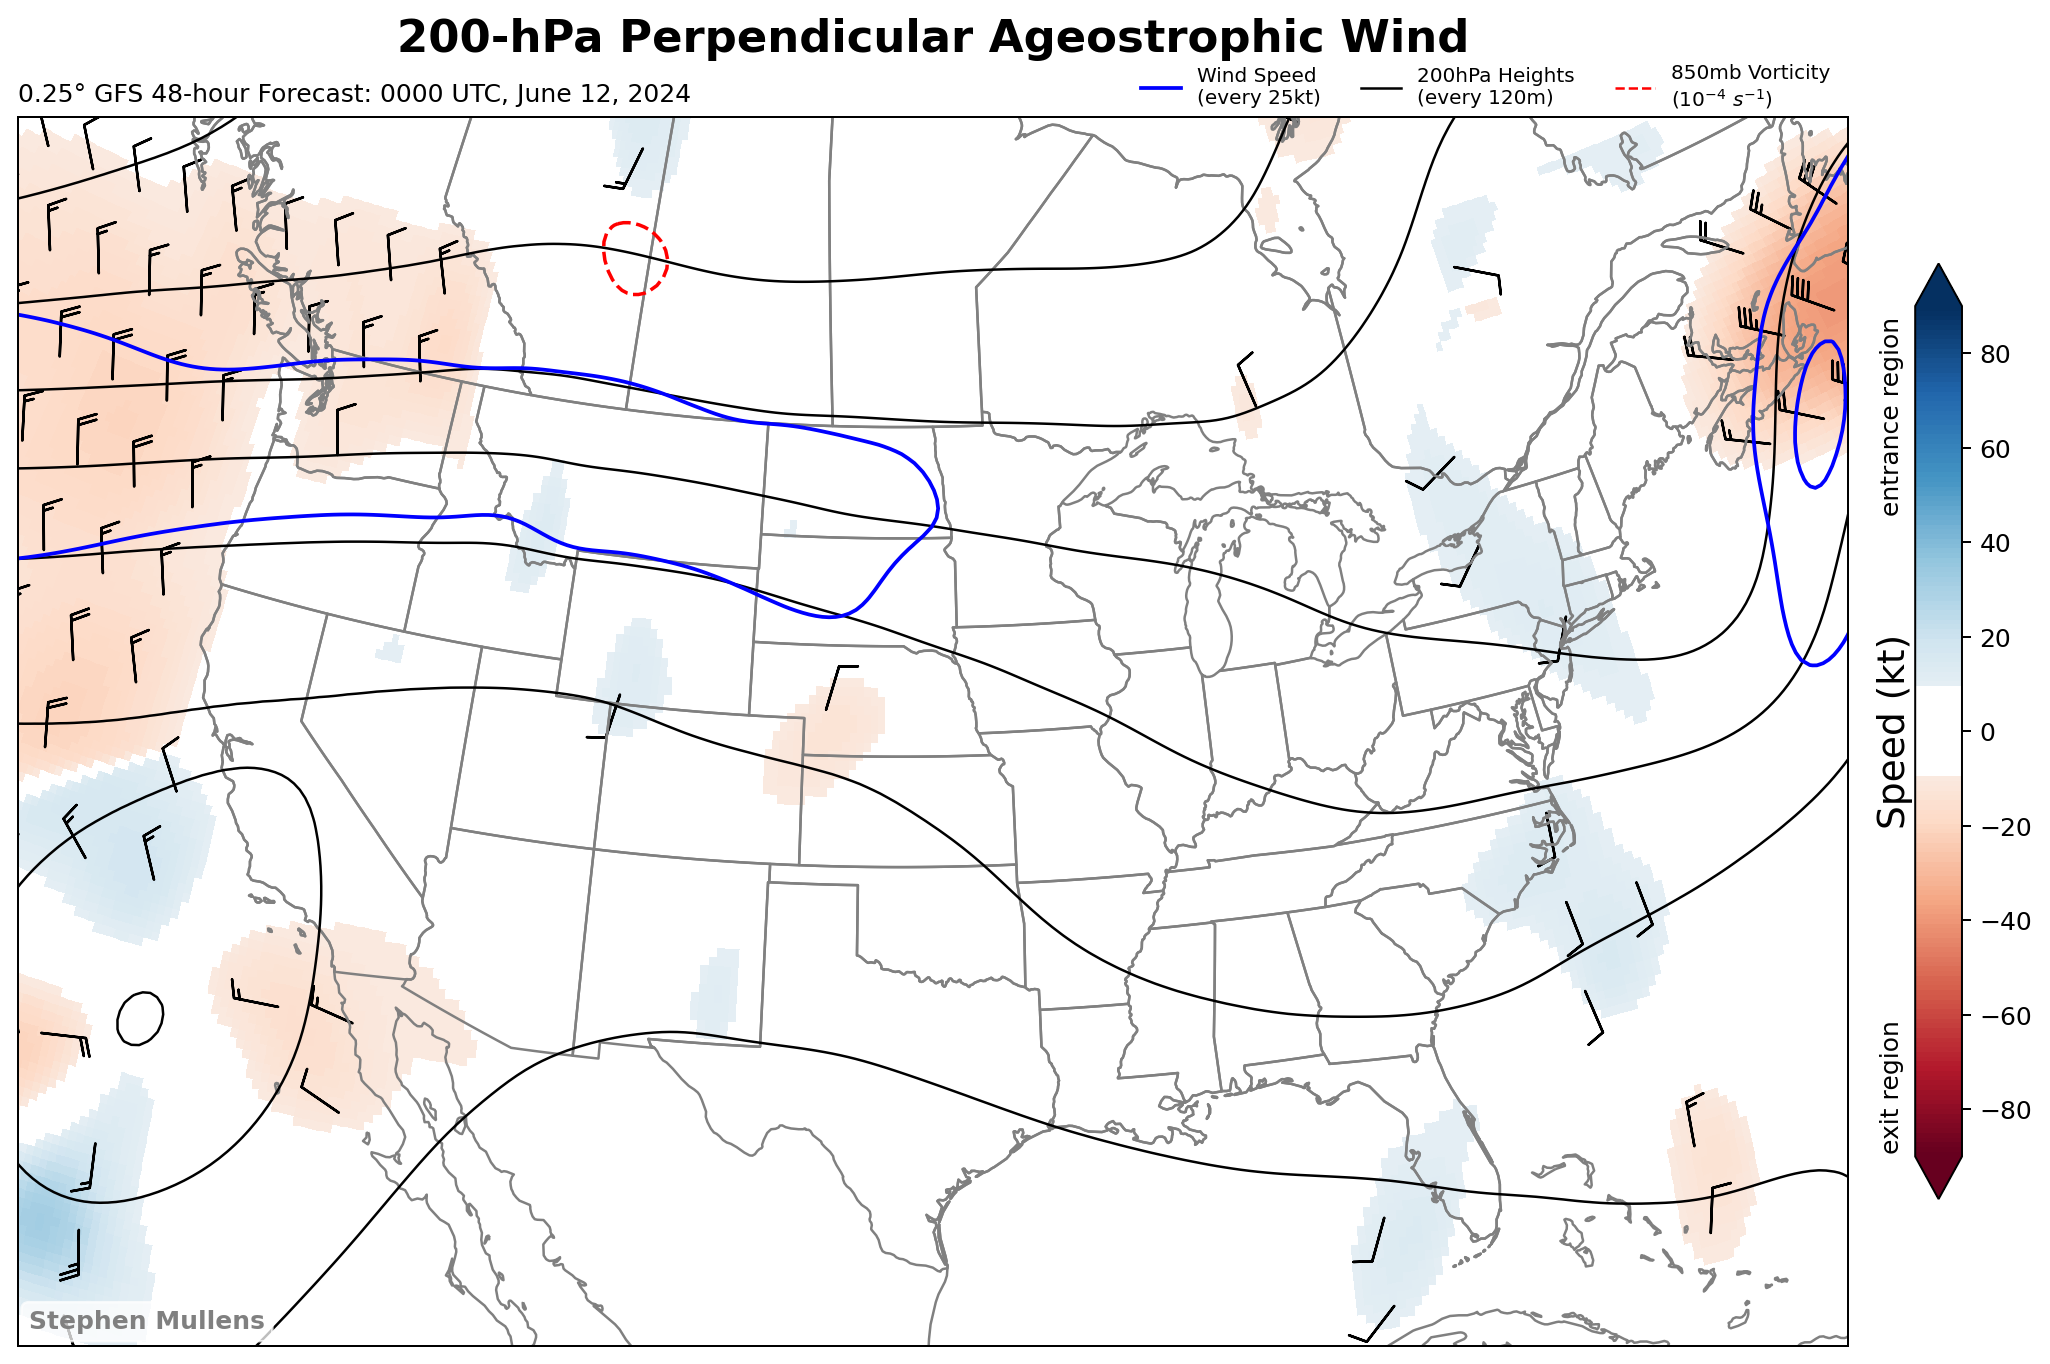 200-hPa Perpendicular Ageostrophic Wind
0.25° GFS 48-hour Forecast: 0000 UTC, June 12, 2024
Wind Speed
(every 25kt)
200hPa Heights
(every 120m)
850mb Vorticity
(10⁻⁴ s⁻¹)
entrance region
Speed (kt)
exit region
80
60
40
20
0
−20
−40
−60
−80
Stephen Mullens